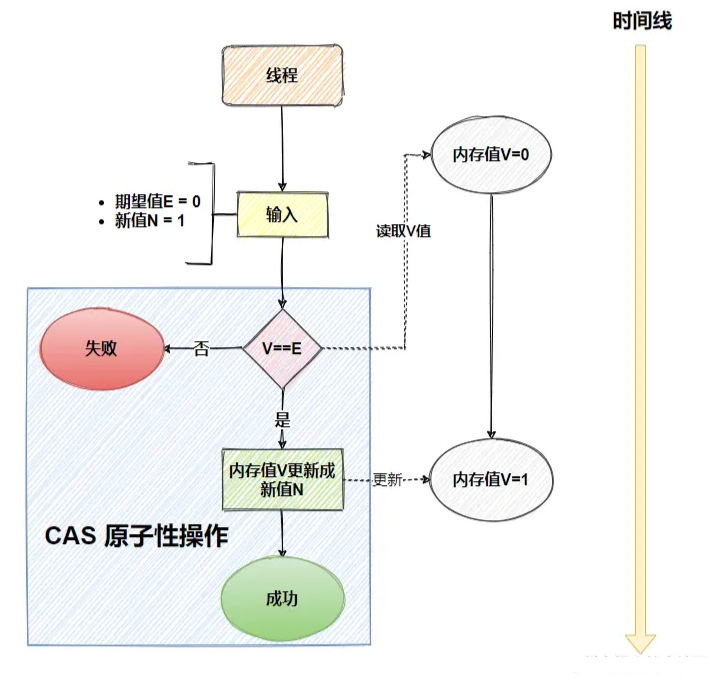 时间线
线程
内存值V=0
期望值E = 0
新值N = 1
输入
读取V值
失败
否
V==E
是
内存值V更新成
新值N
更新
内存值V=1
CAS 原子性操作
成功